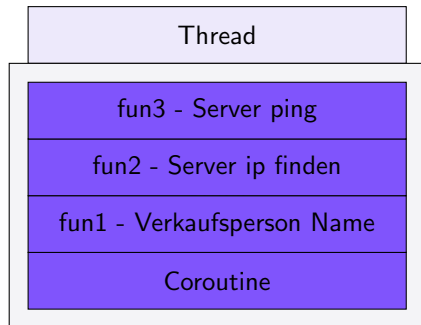 Thread
fun3 - Server ping
fun2 - Server ip finden
fun1 - Verkaufsperson Name
Coroutine